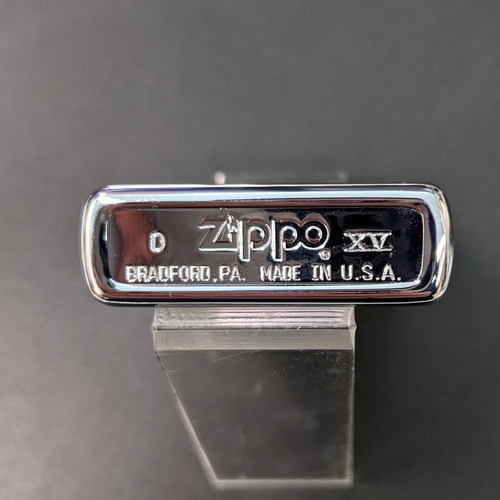 D Zippo® XV
BRADFORD, PA. MADE IN U.S.A.